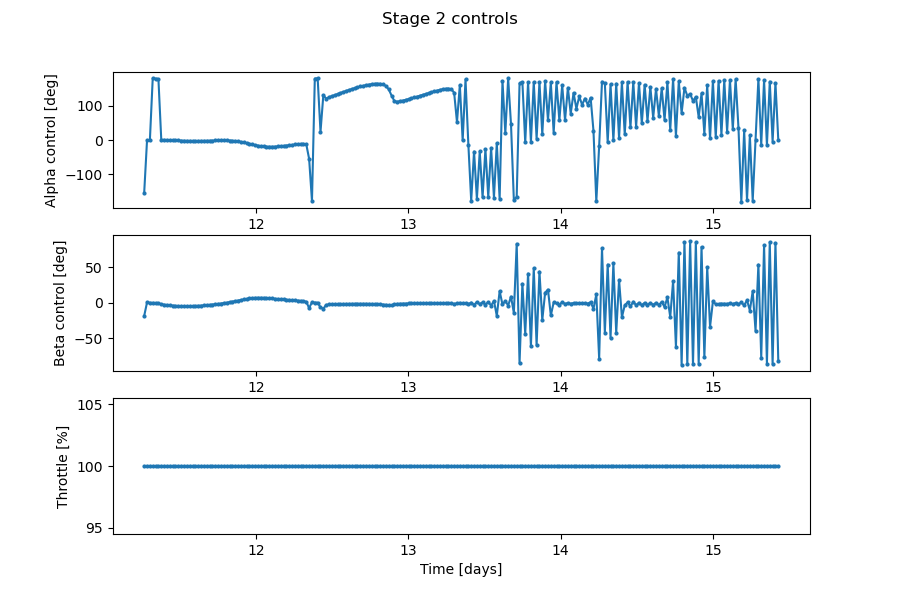 Stage 2 controls
Alpha control [deg]
100
0
−100
12 13 14 15
Beta control [deg]
50
0
−50
12 13 14 15
Throttle [%]
105
100
95
12 13 14 15
Time [days]